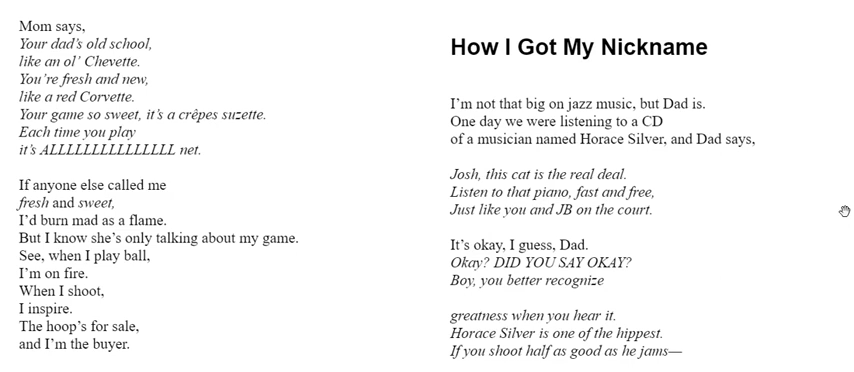 Mom says,
Your dad's old school,
like an ol' Chevette.
You're fresh and new,
like a red Corvette.
Your game so sweet, it's a crêpes suzette.
Each time you play
it's ALLLLLLLLLLLLLLL net.
If anyone else called me
fresh and sweet,
I'd burn mad as a flame.
But I know she's only talking about my game.
See, when I play ball,
I'm on fire.
When I shoot,
I inspire.
The hoop's for sale,
and I'm the buyer.
How I Got My Nickname
I'm not that big on jazz music, but Dad is.
One day we were listening to a CD
of a musician named Horace Silver, and Dad says,
Josh, this cat is the real deal.
Listen to that piano, fast and free,
Just like you and JB on the court.
It's okay, I guess, Dad.
Okay? DID YOU SAY OKAY?
Boy, you better recognize
greatness when you hear it.
Horace Silver is one of the hippest.
If you shoot half as good as he jams—